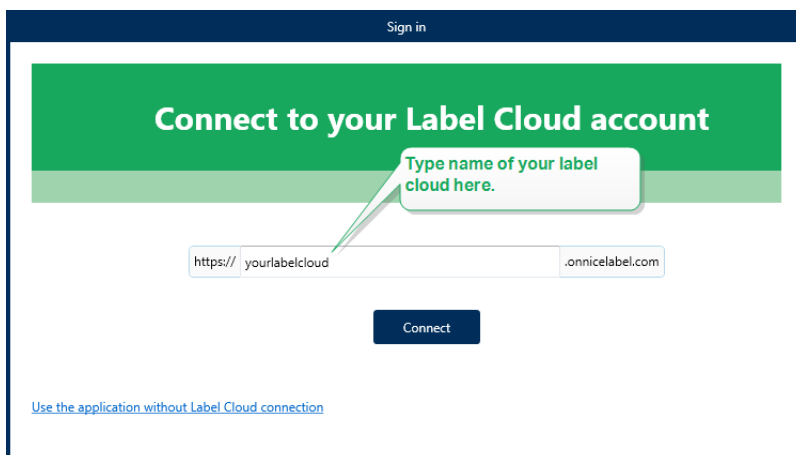 Sign in
Connect to your Label Cloud account
Type name of your label
cloud here.
https:// yourlabelcloud .onnicelabel.com
Connect
Use the application without Label Cloud connection